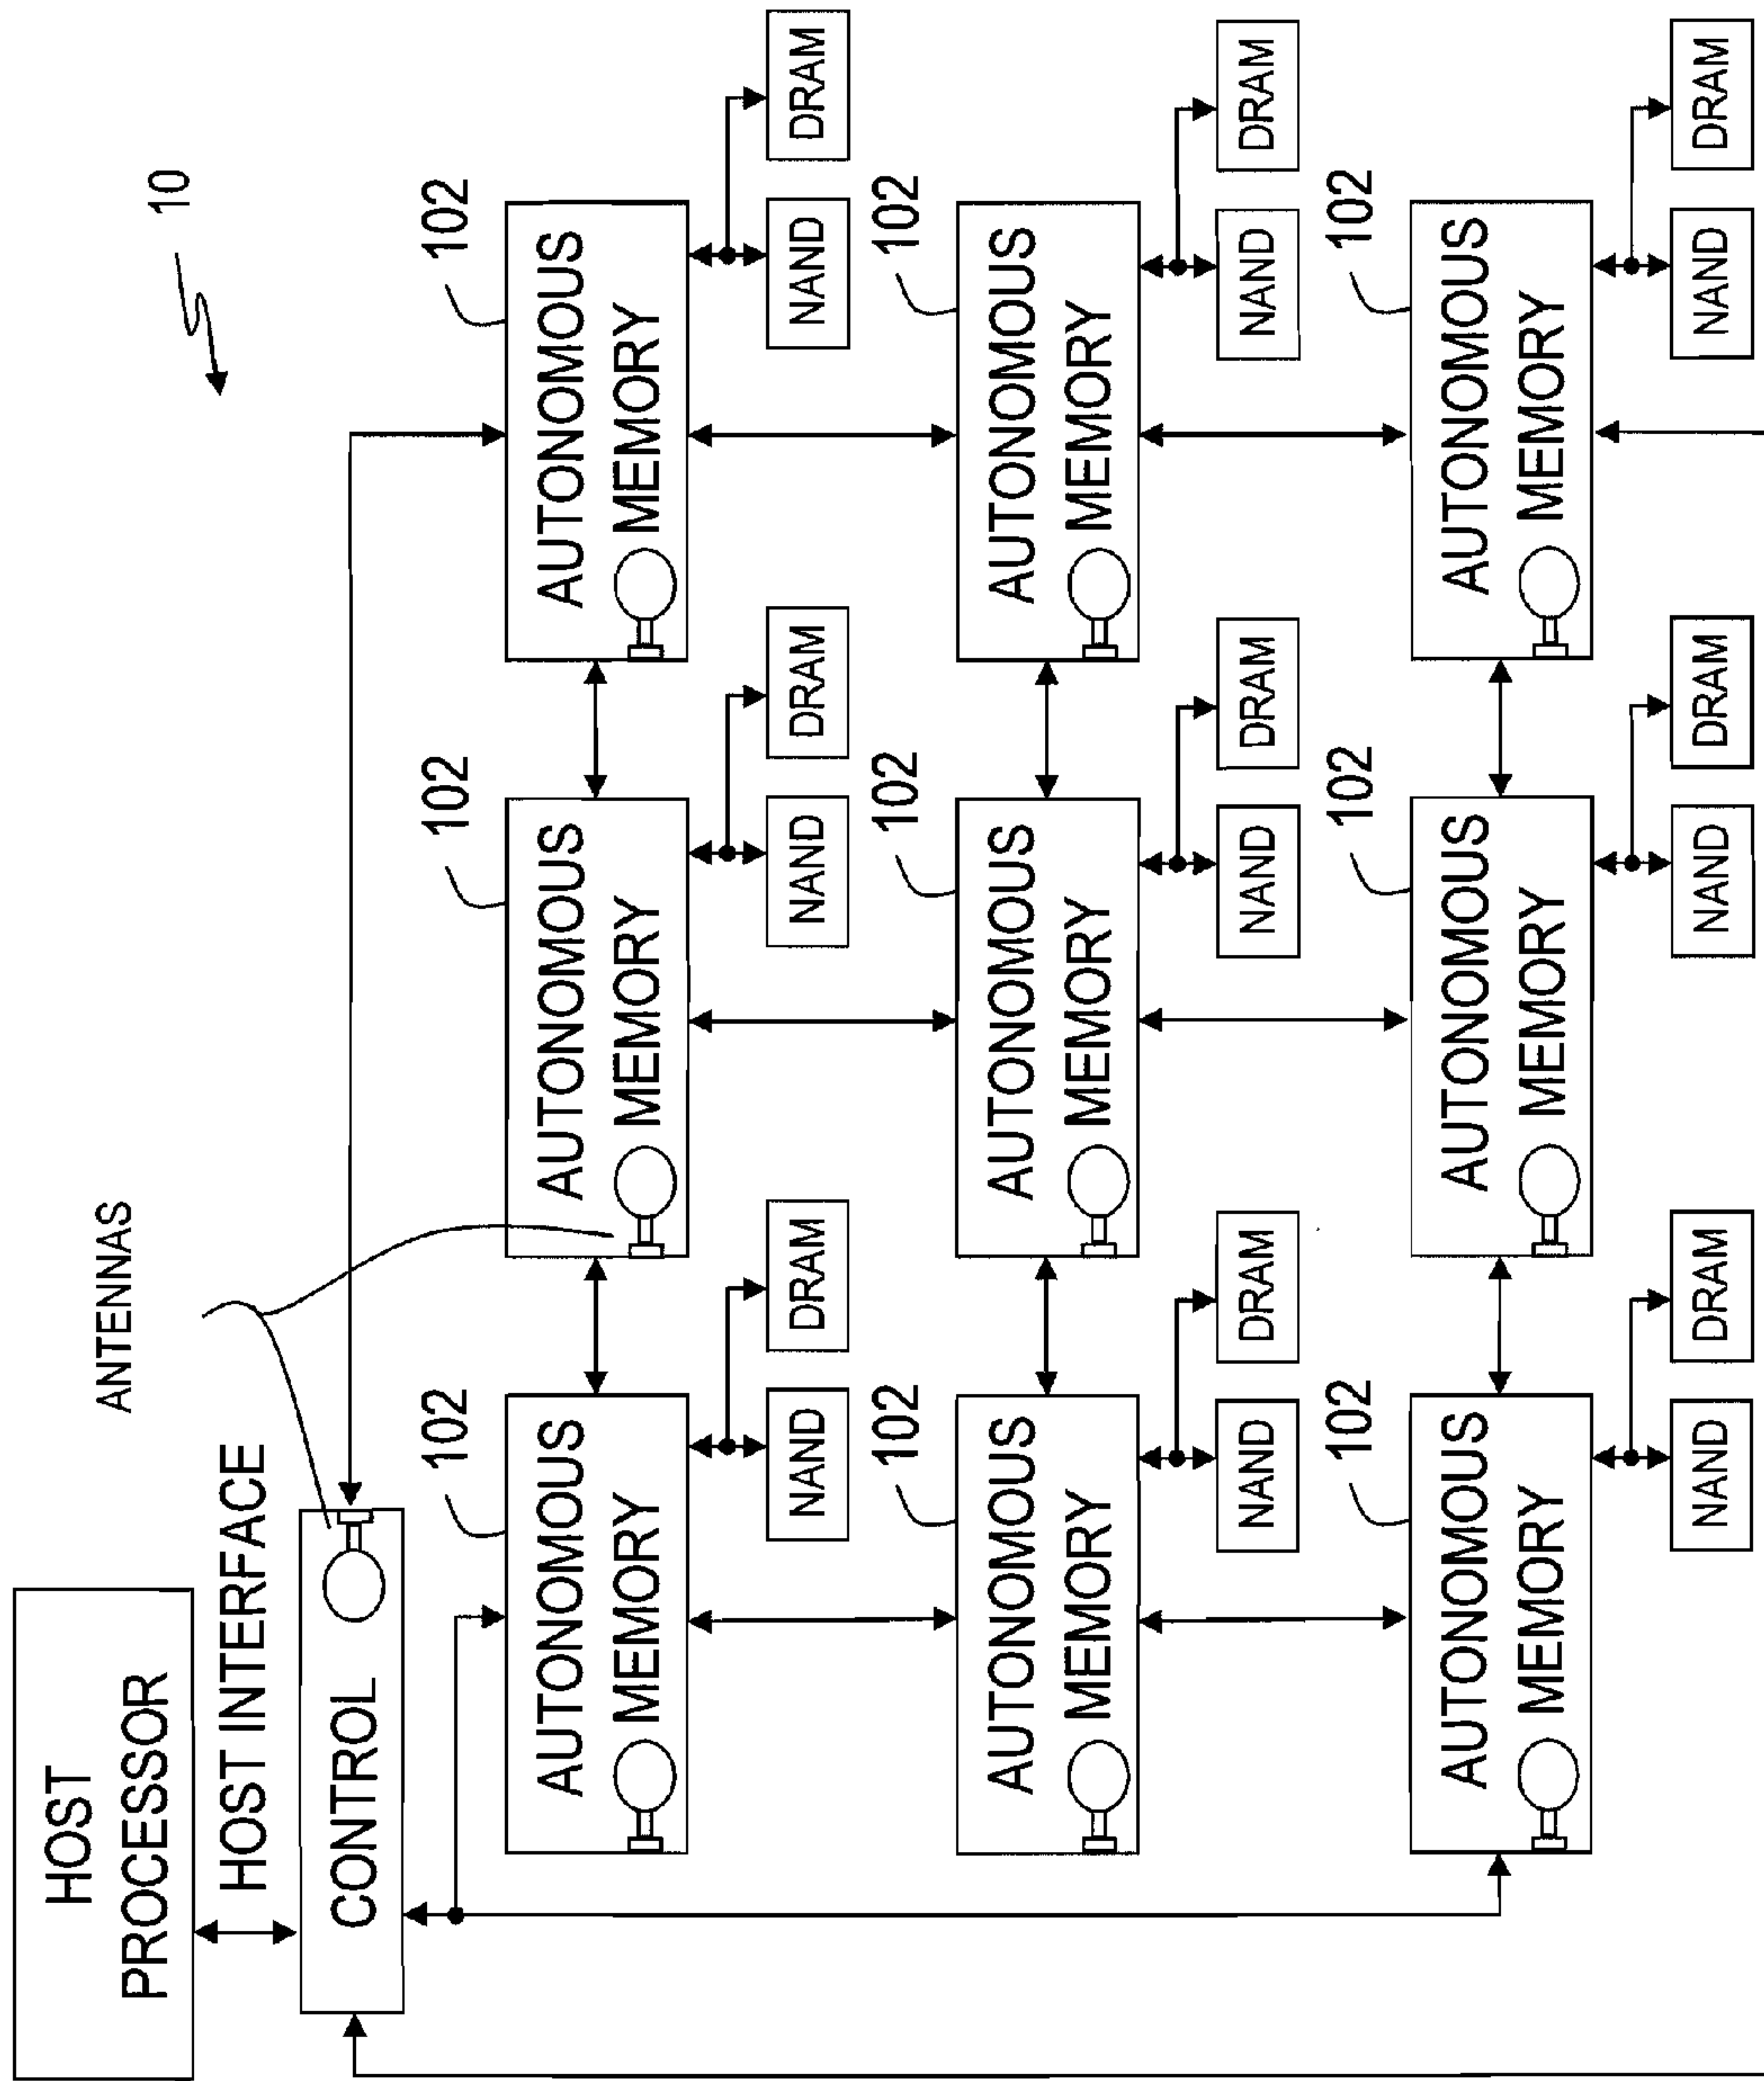 HOST
PROCESSOR
ANTENNAS
10
HOST INTERFACE
CONTROL
102
AUTONOMOUS
MEMORY
NAND
DRAM
102
AUTONOMOUS
MEMORY
NAND
DRAM
102
AUTONOMOUS
MEMORY
NAND
DRAM
102
AUTONOMOUS
MEMORY
NAND
DRAM
102
AUTONOMOUS
MEMORY
NAND
DRAM
102
AUTONOMOUS
MEMORY
NAND
DRAM
102
AUTONOMOUS
MEMORY
NAND
DRAM
102
AUTONOMOUS
MEMORY
NAND
DRAM
102
AUTONOMOUS
MEMORY
NAND
DRAM